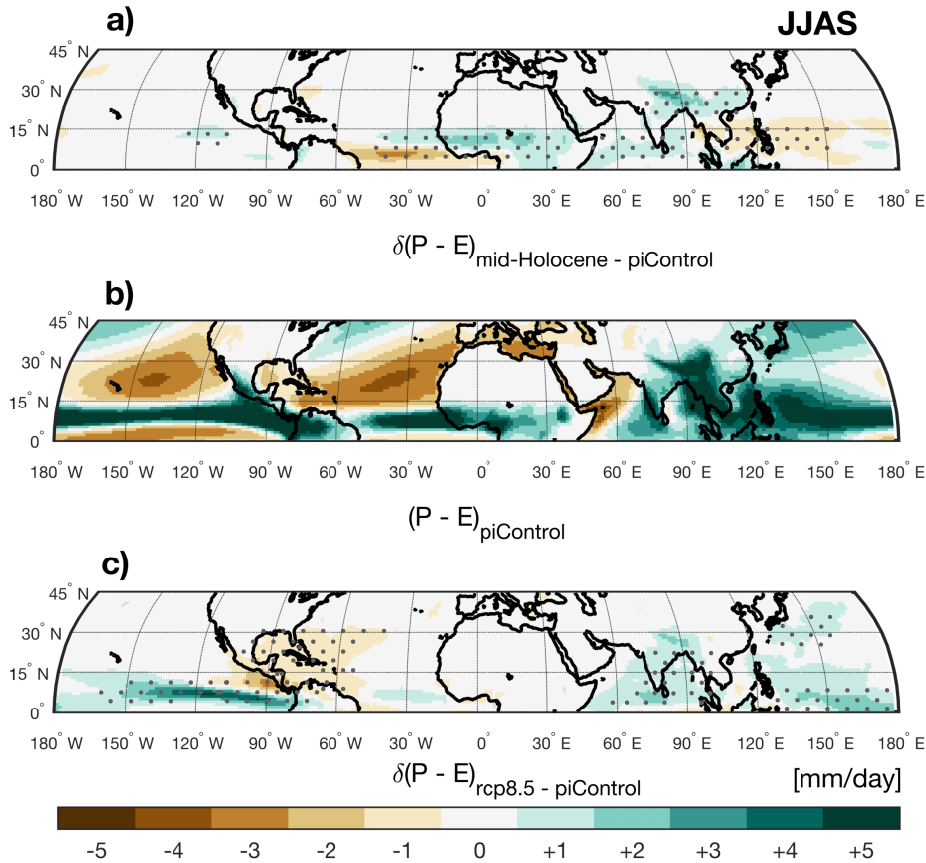 a) JJAS
45° N
30° N
15° N
0°
180° W 150° W 120° W 90° W 60° W 30° W 0° 30° E 60° E 90° E 120° E 150° E 180° E
δ(P - E)mid-Holocene - piControl
b)
45° N
30° N
15° N
0°
180° W 150° W 120° W 90° W 60° W 30° W 0° 30° E 60° E 90° E 120° E 150° E 180° E
(P - E)piControl
c)
45° N
30° N
15° N
0°
180° W 150° W 120° W 90° W 60° W 30° W 0° 30° E 60° E 90° E 120° E 150° E 180° E
δ(P - E)rcp8.5 - piControl [mm/day]
-5 -4 -3 -2 -1 0 +1 +2 +3 +4 +5